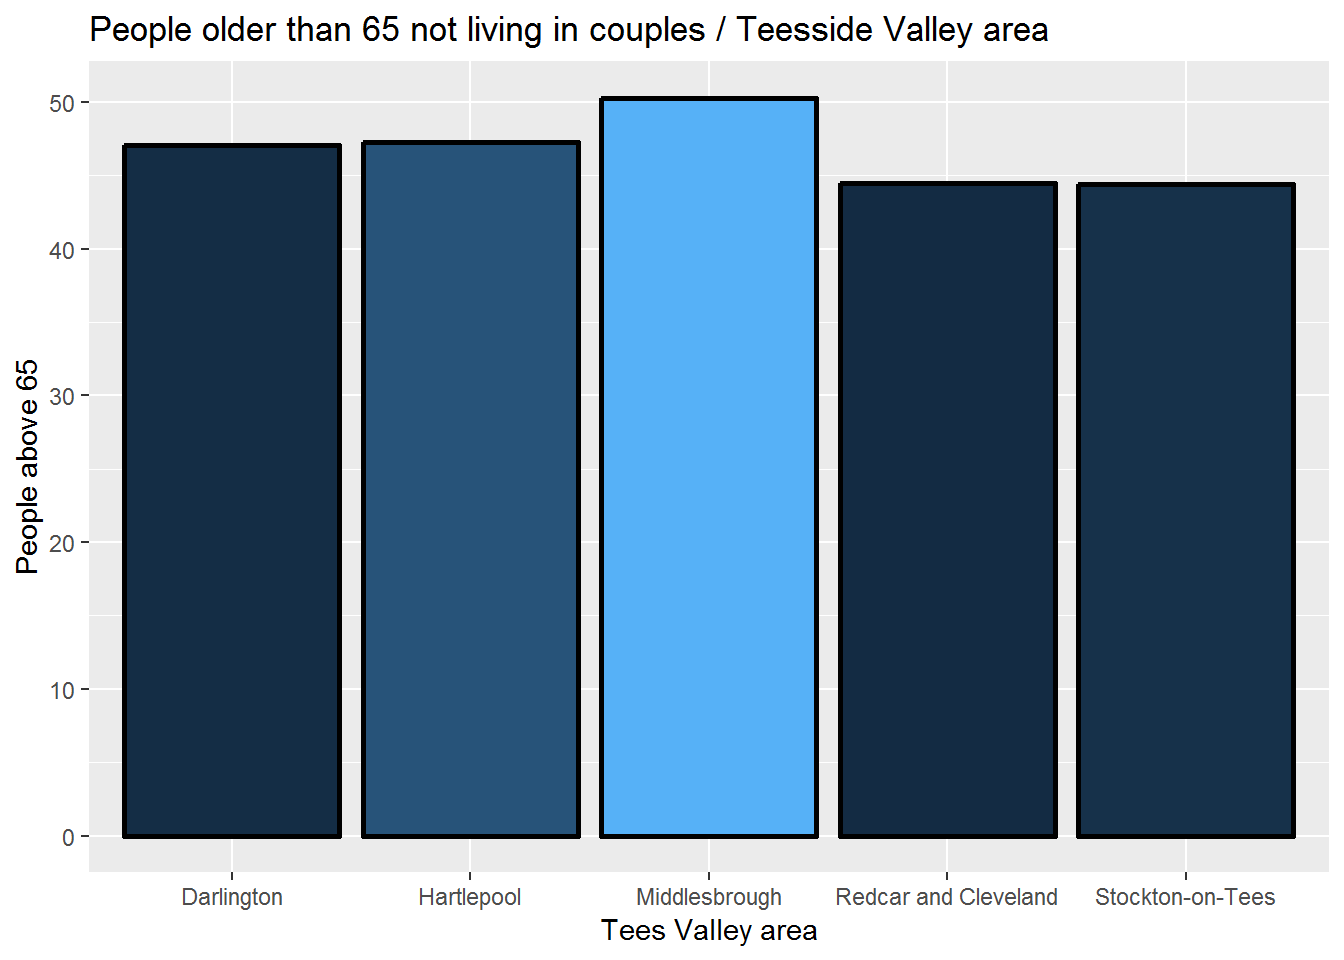 People older than 65 not living in couples / Teesside Valley area
People above 65
50
40
30
20
10
0
Darlington
Hartlepool
Middlesbrough
Redcar and Cleveland
Stockton-on-Tees
Tees Valley area